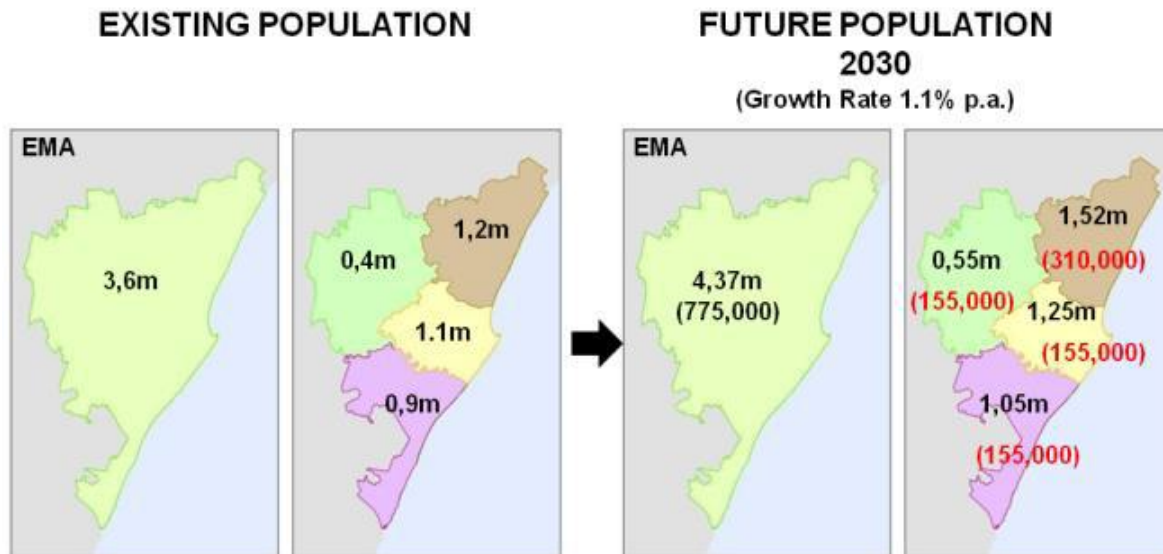 EXISTING POPULATION
EMA
3,6m
1,2m
0,4m
1.1m
0,9m
FUTURE POPULATION
2030
(Growth Rate 1.1% p.a.)
EMA
4,37m
(775,000)
1,52m
(310,000)
0,55m
(155,000)
1,25m
(155,000)
1,05m
(155,000)